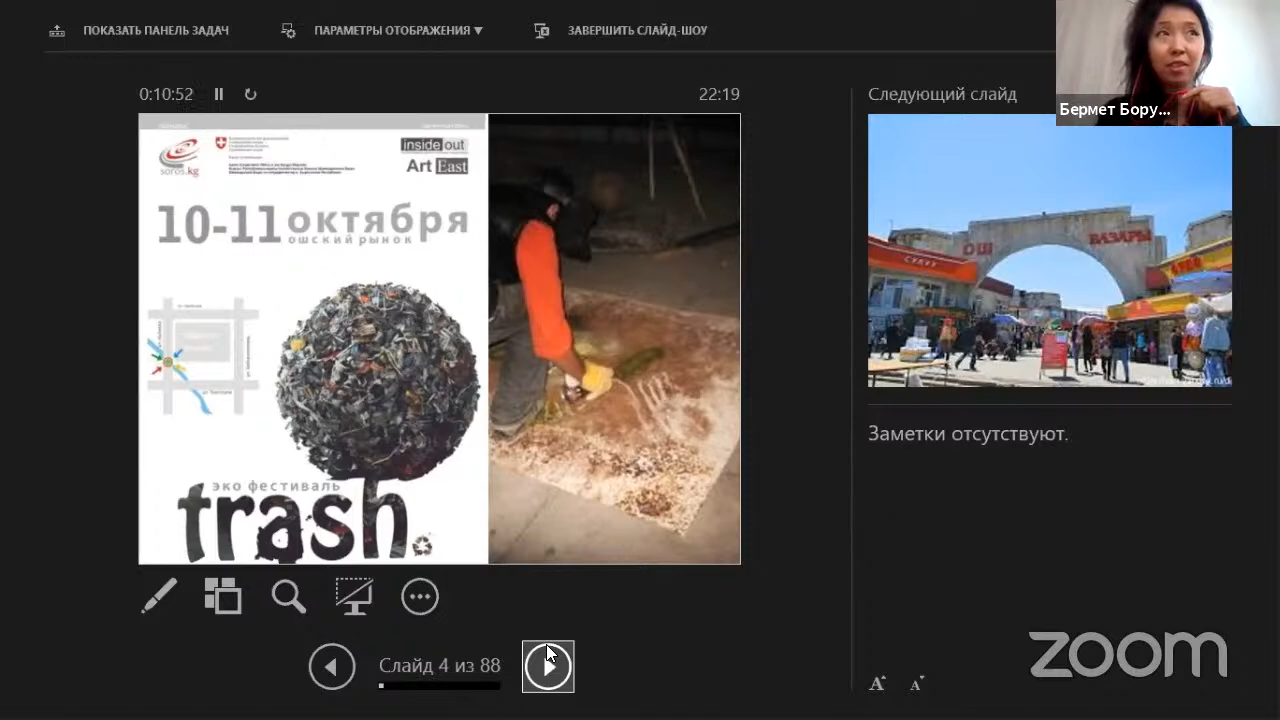 ПОКАЗАТЬ ПАНЕЛЬ ЗАДАЧ
ПАРАМЕТРЫ ОТОБРАЖЕНИЯ ▼
ЗАВЕРШИТЬ СЛАЙД-ШОУ
Бермет Бору...
0:10:52
22:19
Следующий слайд
soros.kg
inside out
Art East
10-11 октября
ошский рынок
эко фестиваль
trash
ОШ БАЗАРЫ
Заметки отсутствуют.
Слайд 4 из 88
A A
zoom